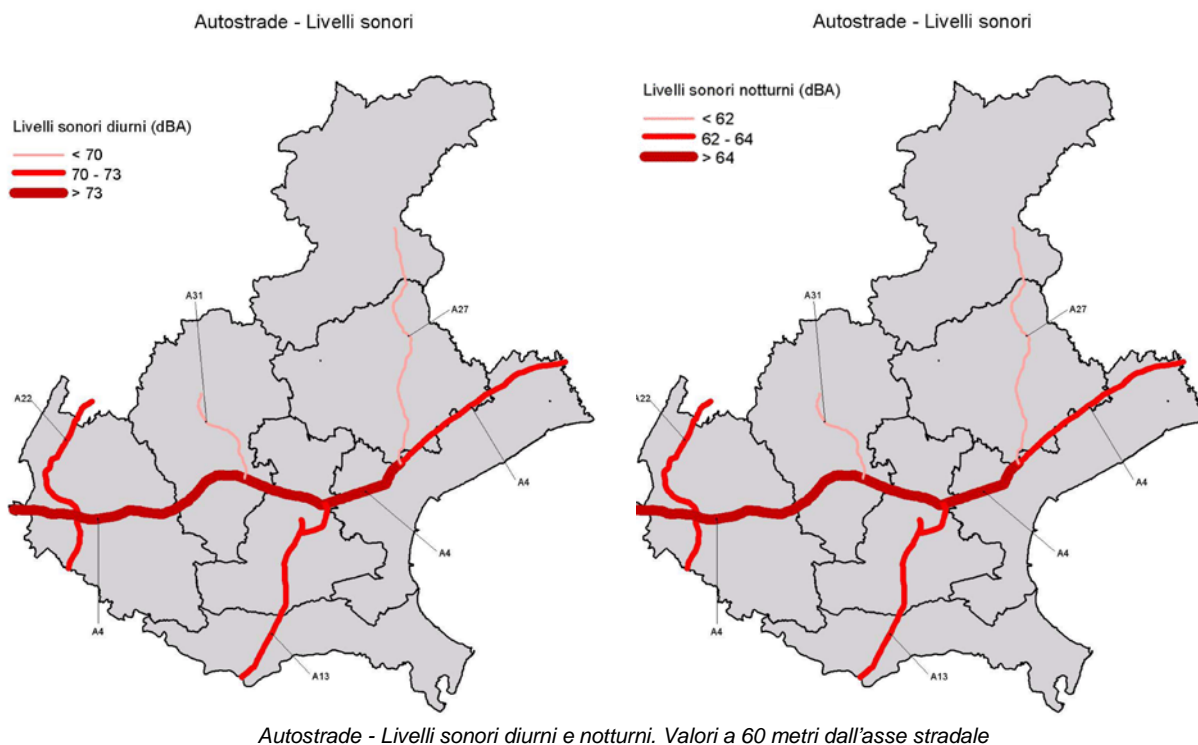 Autostrade - Livelli sonori
Livelli sonori diurni (dBA)
< 70
70 - 73
> 73
A31
A27
A22
A4
A4
A4
A13
Autostrade - Livelli sonori
Livelli sonori notturni (dBA)
< 62
62 - 64
> 64
A31
A27
A22
A4
A4
A4
A13
Autostrade - Livelli sonori diurni e notturni. Valori a 60 metri dall'asse stradale